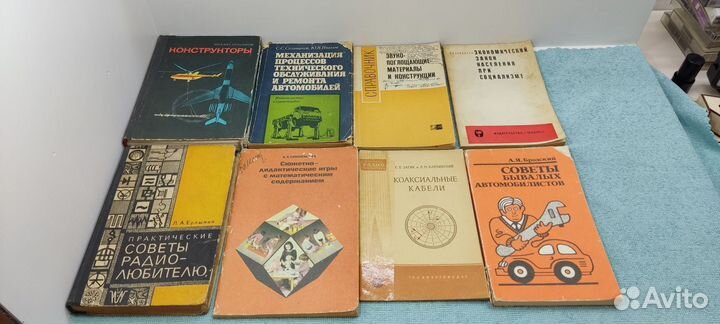 КОНСТРУКТОРЫ
МЕХАНИЗАЦИЯ
ПРОЦЕССОВ
ТЕХНИЧЕСКОГО
ОБСЛУЖИВАНИЯ
И РЕМОНТА
АВТОМОБИЛЕЙ
СПРАВОЧНИК
ЗВУКО-
ПОГЛОЩАЮЩИЕ
МАТЕРИАЛЫ
И КОНСТРУКЦИИ
ЭКОНОМИЧЕСКИЙ
ЗАКОН
НАСЕЛЕНИЯ
ПРИ
СОЦИАЛИЗМЕ
ПРАКТИЧЕСКИЕ
СОВЕТЫ
РАДИО-
ЛЮБИТЕЛЮ
Сюжетно-
дидактические игры
с математическим
содержанием
КОАКСИАЛЬНЫЕ
КАБЕЛИ
А.Я. Бродский
СОВЕТЫ
БЫВАЛЫХ
АВТОМОБИЛИСТОВ
Avito